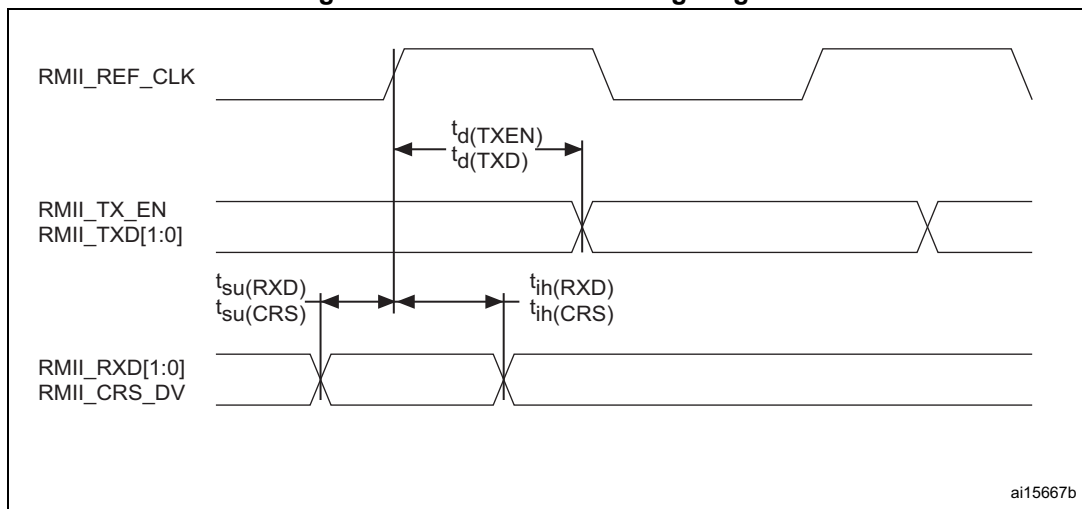 RMII_REF_CLK
td(TXEN)
td(TXD)
RMII_TX_EN
RMII_TXD[1:0]
tsu(RXD)
tsu(CRS)
tih(RXD)
tih(CRS)
RMII_RXD[1:0]
RMII_CRS_DV
ai15667b